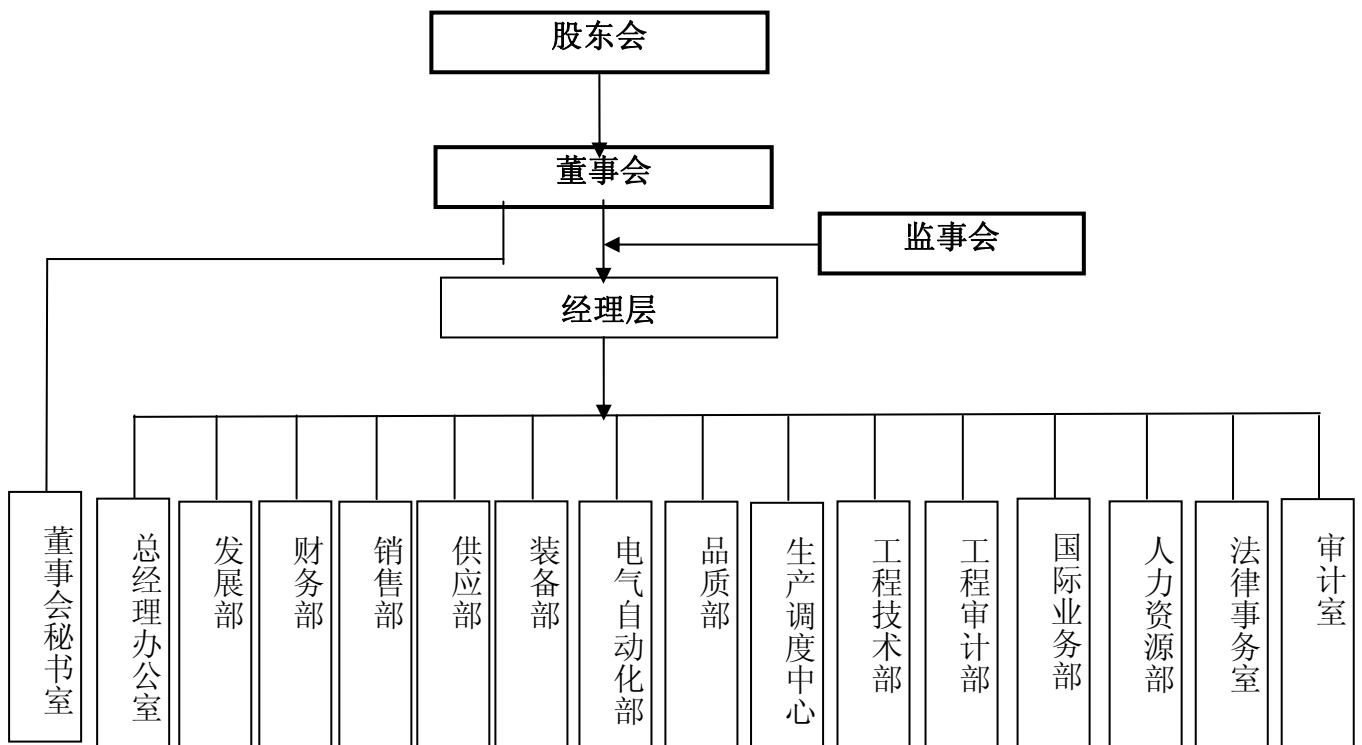 股东会
董事会
监事会
经理层
董事会秘书室
总经理办公室
发展部
财务部
销售部
供应部
装备部
电气自动化部
品质部
生产调度中心
工程技术部
工程审计部
国际业务部
人力资源部
法律事务室
审计室